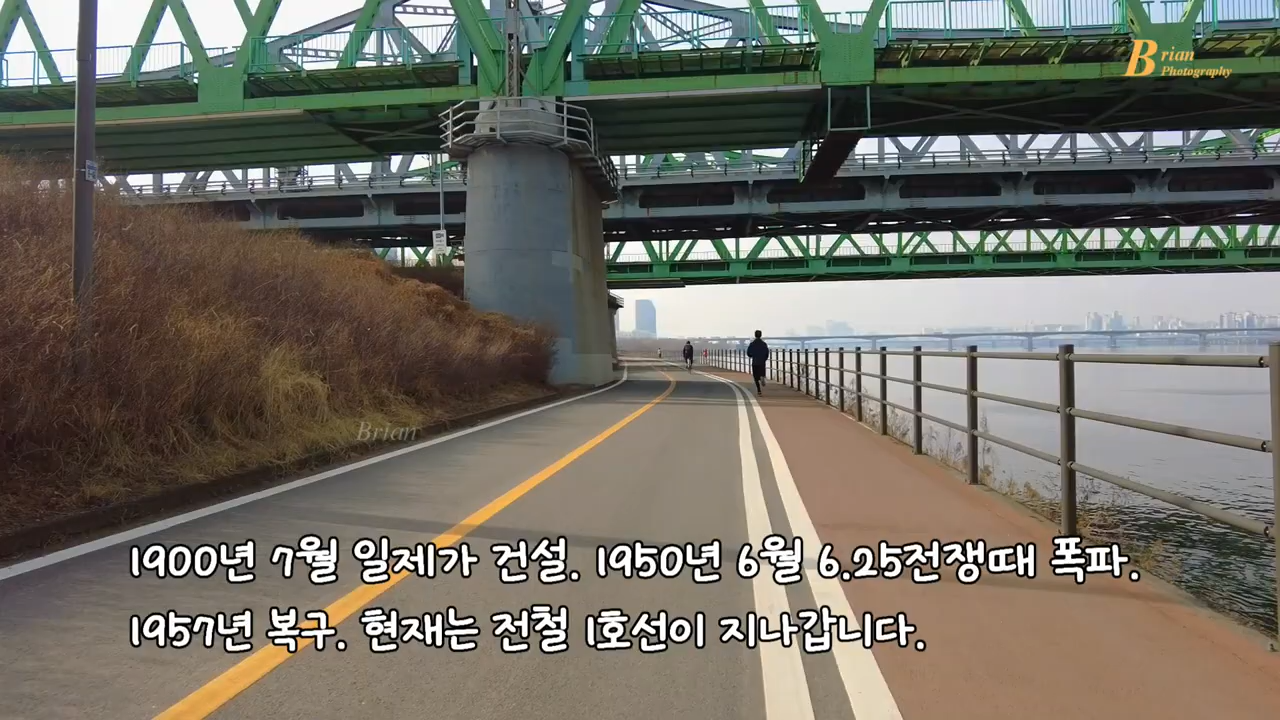 Brian
Photography
Brian
1900년 7월 일제가 건설. 1950년 6월 6.25전쟁때 폭파.
1957년 복구. 현재는 전철 1호선이 지나갑니다.